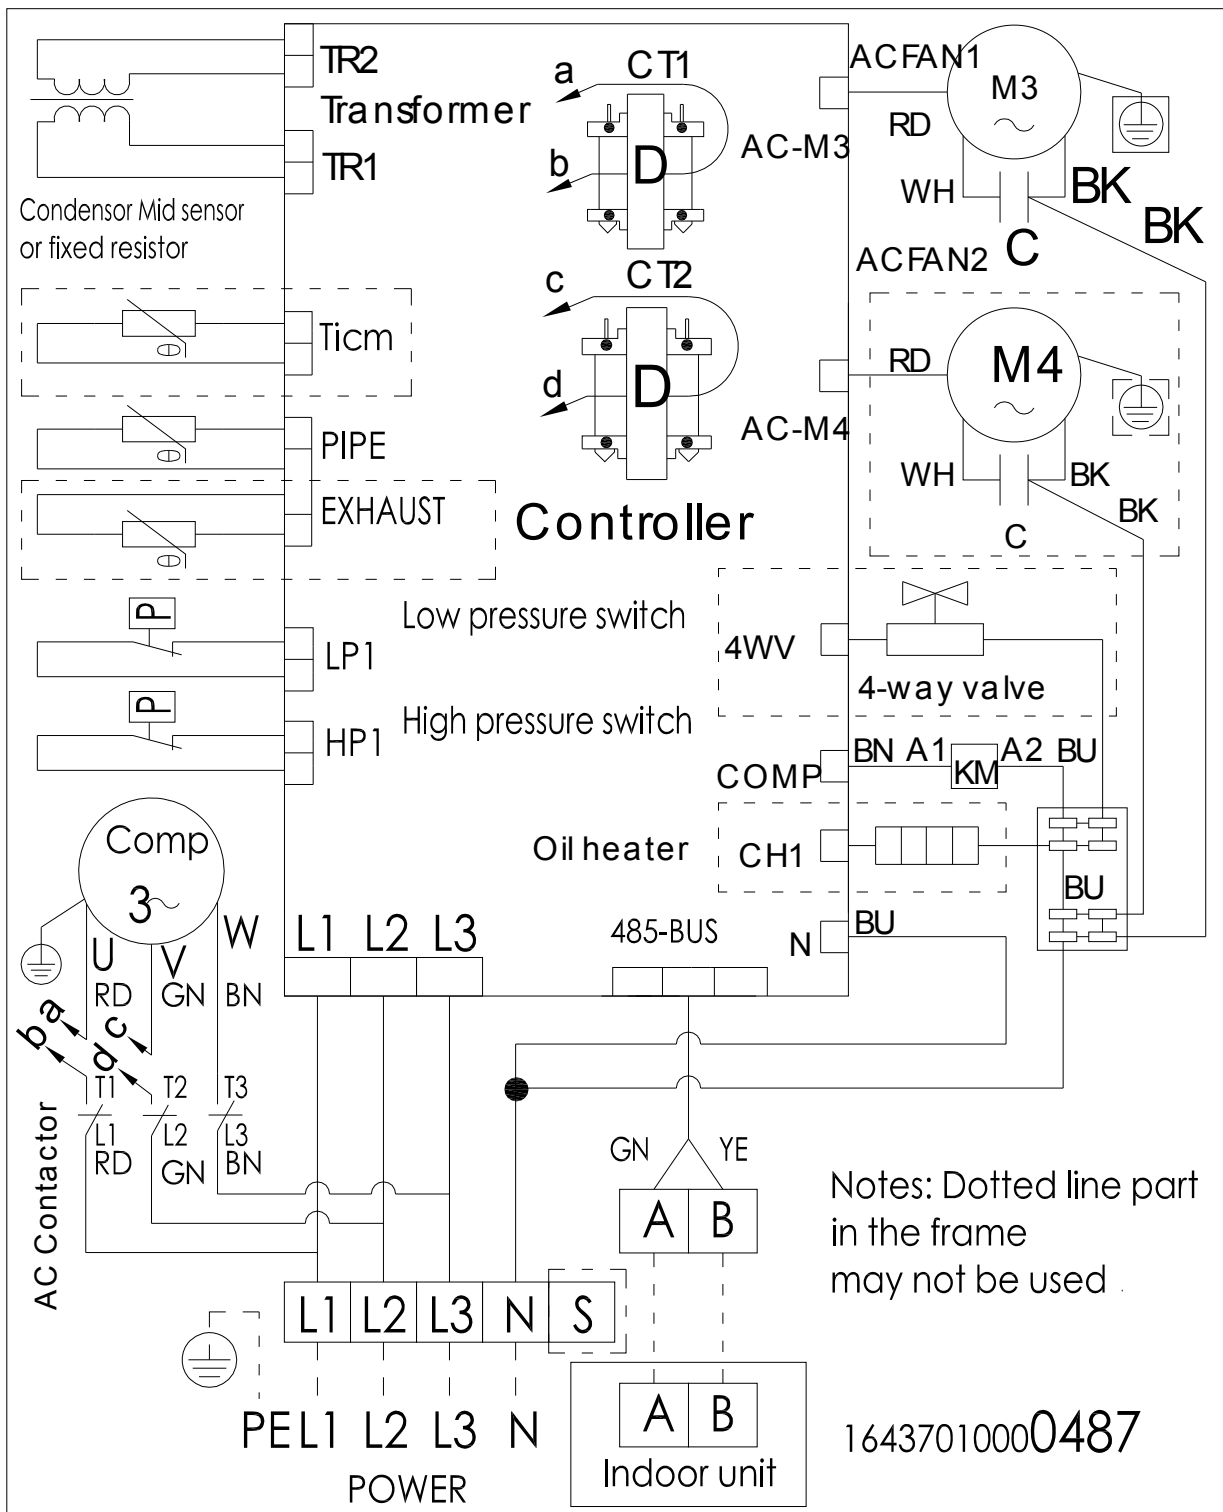 TR2
Transformer
TR1
Condensor Mid sensor
or fixed resistor
Ticm
PIPE
EXHAUST
P
Low pressure switch
LP1
P
High pressure switch
HP1
a
CT1
b
D
c
CT2
d
D
Controller
ACFAN1
M3
RD
AC-M3
WH
BK
BK
C
ACFAN2
M4
RD
AC-M4
WH
BK
BK
C
4WV
4-way valve
COMP
BN
A1
KM
A2
BU
Oil heater
CH1
BU
485-BUS
N
BU
Comp
3
U
V
W
RD
GN
BN
L1
L2
L3
a
b
c
d
T1
T2
T3
L1
L2
L3
RD
GN
BN
AC Contactor
GN
YE
A
B
L1
L2
L3
N
S
PE
L1
L2
L3
N
POWER
A
B
Indoor unit
Notes: Dotted line part
in the frame
may not be used .
16437010000487